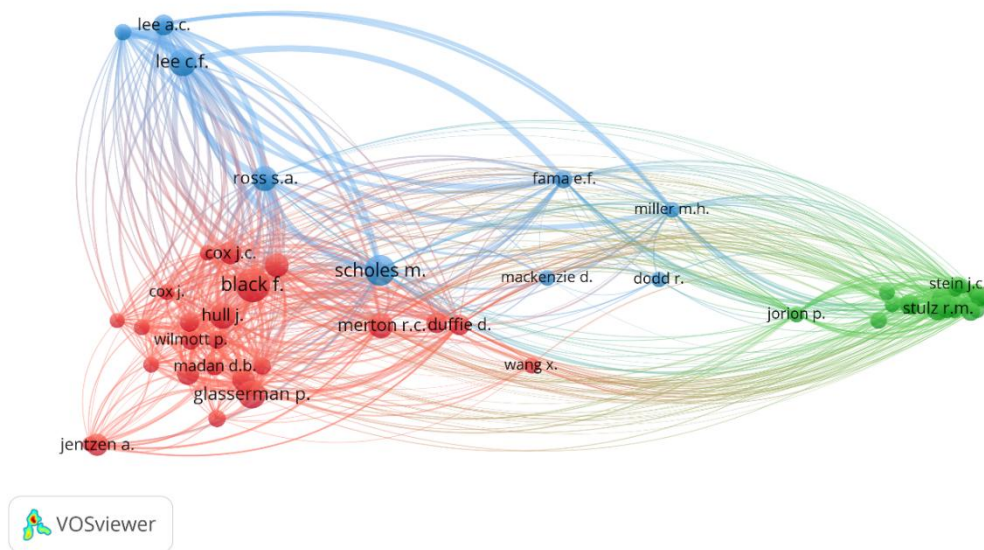 lee a.c.
lee c.f.
ross s.a.
fama e.f.
miller m.h.
cox j.c.
scholes m.
black f.
mackenzie d.
dodd r.
stein j.c.
cox j.
stulz r.m.
hull j.
jorion p.
merton r.c.
duffie d.
wilmott p.
madan d.b.
wang x.
glasserman p.
jentzen a.
VOSviewer